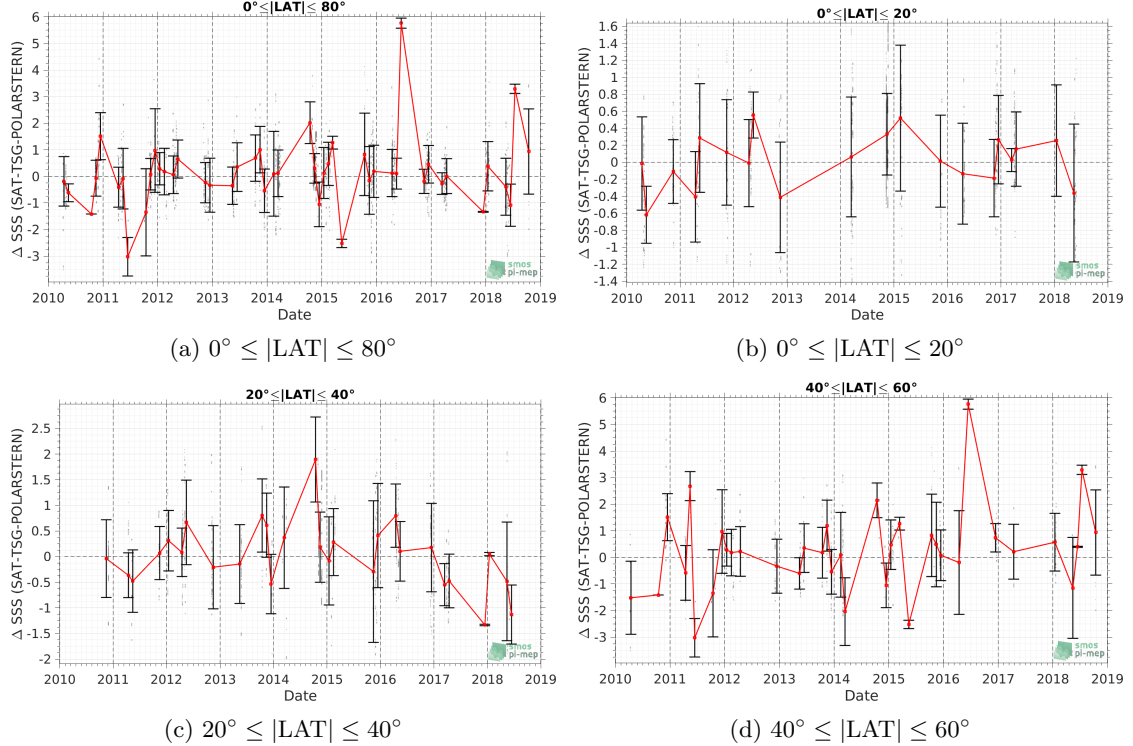 0°≤|LAT|≤ 80°
Δ SSS (SAT-TSG-POLARSTERN)
6
5
4
3
2
1
0
-1
-2
-3
2010 2011 2012 2013 2014 2015 2016 2017 2018 2019
Date
smos
pi-mep
(a) 0° ≤ |LAT| ≤ 80°
0°≤|LAT|≤ 20°
Δ SSS (SAT-TSG-POLARSTERN)
1.6
1.4
1.2
1
0.8
0.6
0.4
0.2
0
-0.2
-0.4
-0.6
-0.8
-1
-1.2
-1.4
2010 2011 2012 2013 2014 2015 2016 2017 2018 2019
Date
smos
pi-mep
(b) 0° ≤ |LAT| ≤ 20°
20°≤|LAT|≤ 40°
Δ SSS (SAT-TSG-POLARSTERN)
2.5
2
1.5
1
0.5
0
-0.5
-1
-1.5
-2
2010 2011 2012 2013 2014 2015 2016 2017 2018 2019
Date
smos
pi-mep
(c) 20° ≤ |LAT| ≤ 40°
40°≤|LAT|≤ 60°
Δ SSS (SAT-TSG-POLARSTERN)
6
5
4
3
2
1
0
-1
-2
-3
2010 2011 2012 2013 2014 2015 2016 2017 2018 2019
Date
smos
pi-mep
(d) 40° ≤ |LAT| ≤ 60°